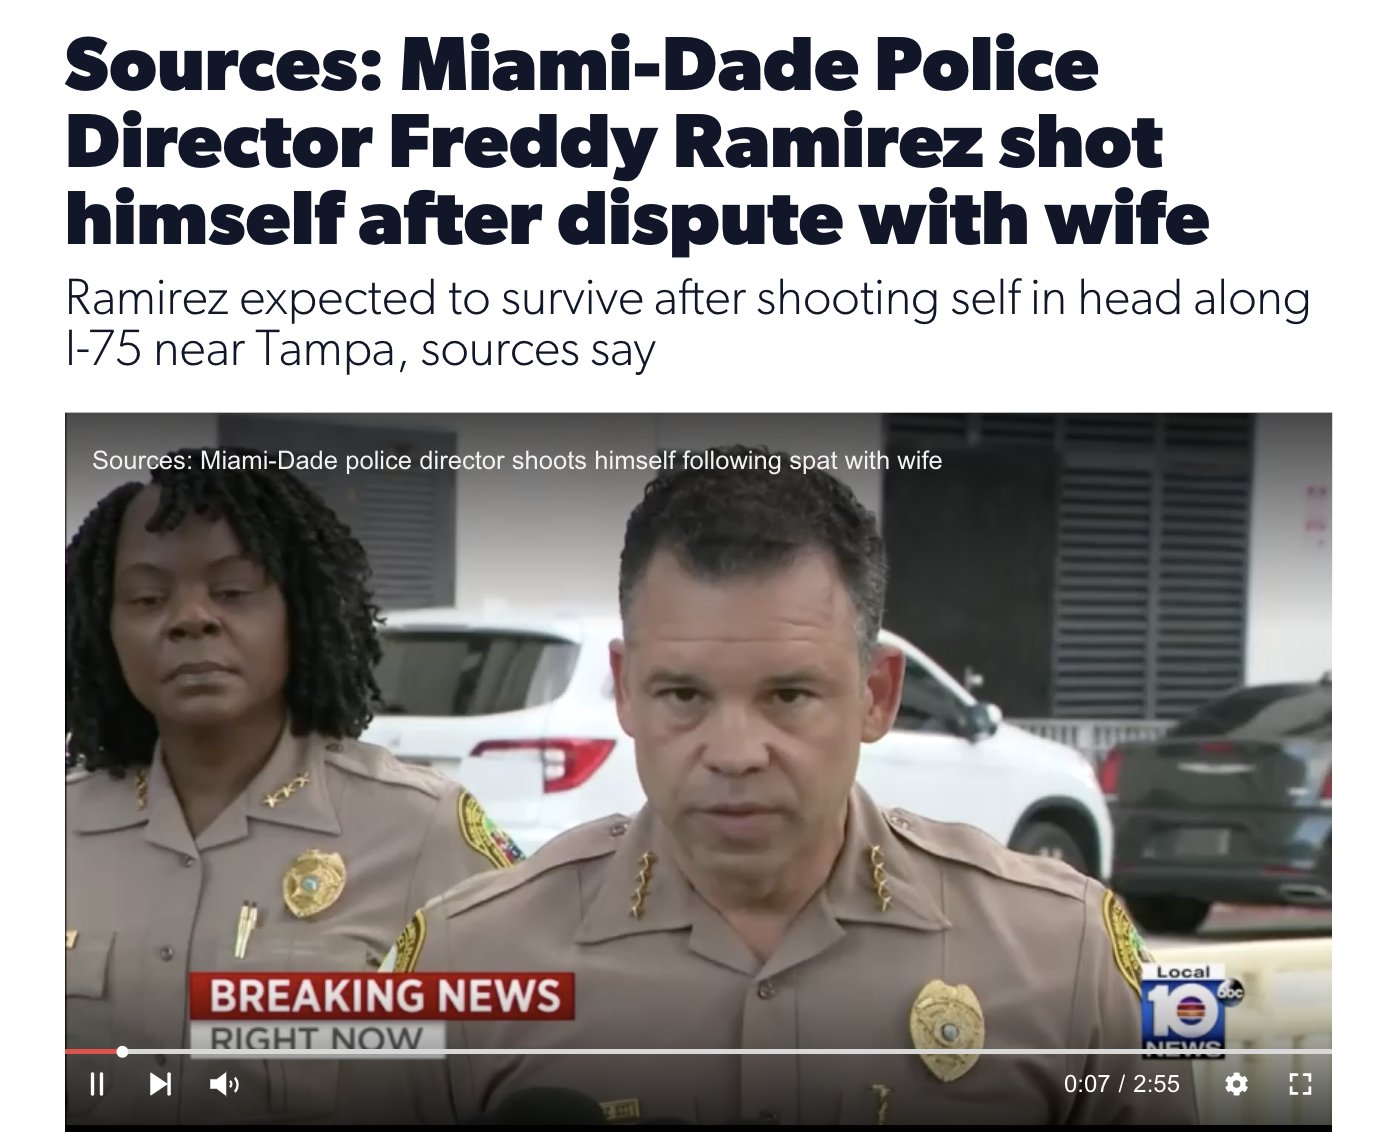 Sources: Miami-Dade Police
Director Freddy Ramirez shot
himself after dispute with wife
Ramirez expected to survive after shooting self in head along
I-75 near Tampa, sources say
Sources: Miami-Dade police director shoots himself following spat with wife
BREAKING NEWS
RIGHT NOW
Local
10
abc
NEWS
0:07 / 2:55